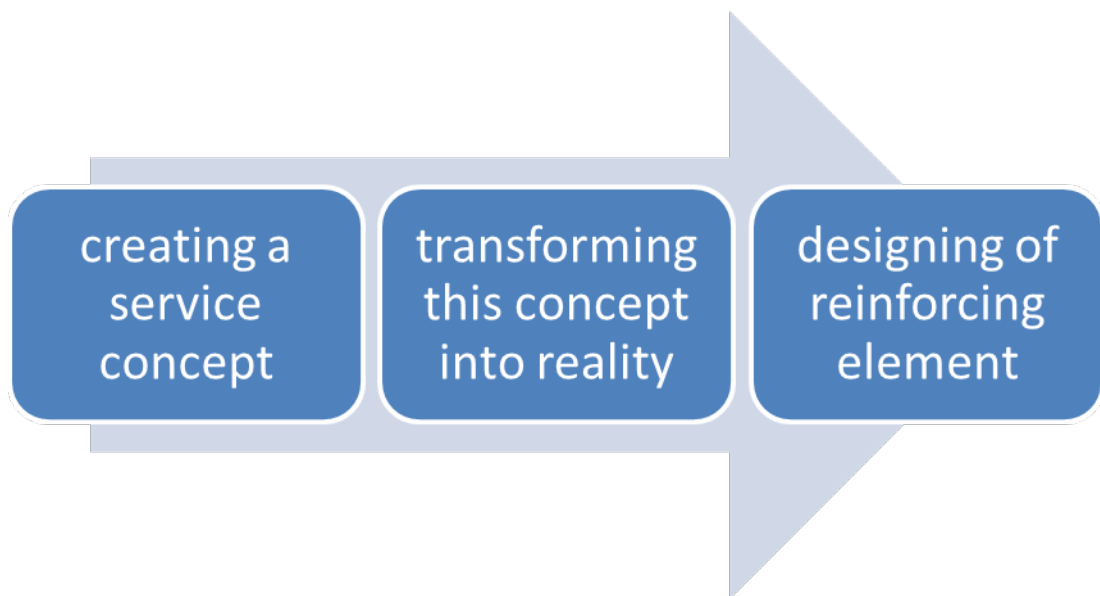 creating a
service
concept
transforming
this concept
into reality
designing of
reinforcing
element